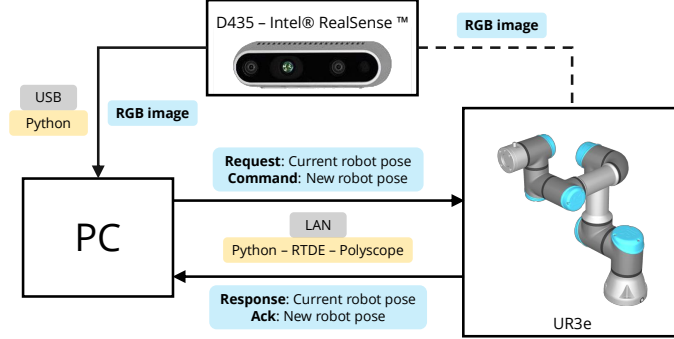 D435 – Intel® RealSense ™
RGB image
USB
Python
RGB image
Request: Current robot pose
Command: New robot pose
PC
LAN
Python – RTDE – Polyscope
Response: Current robot pose
Ack: New robot pose
UR3e